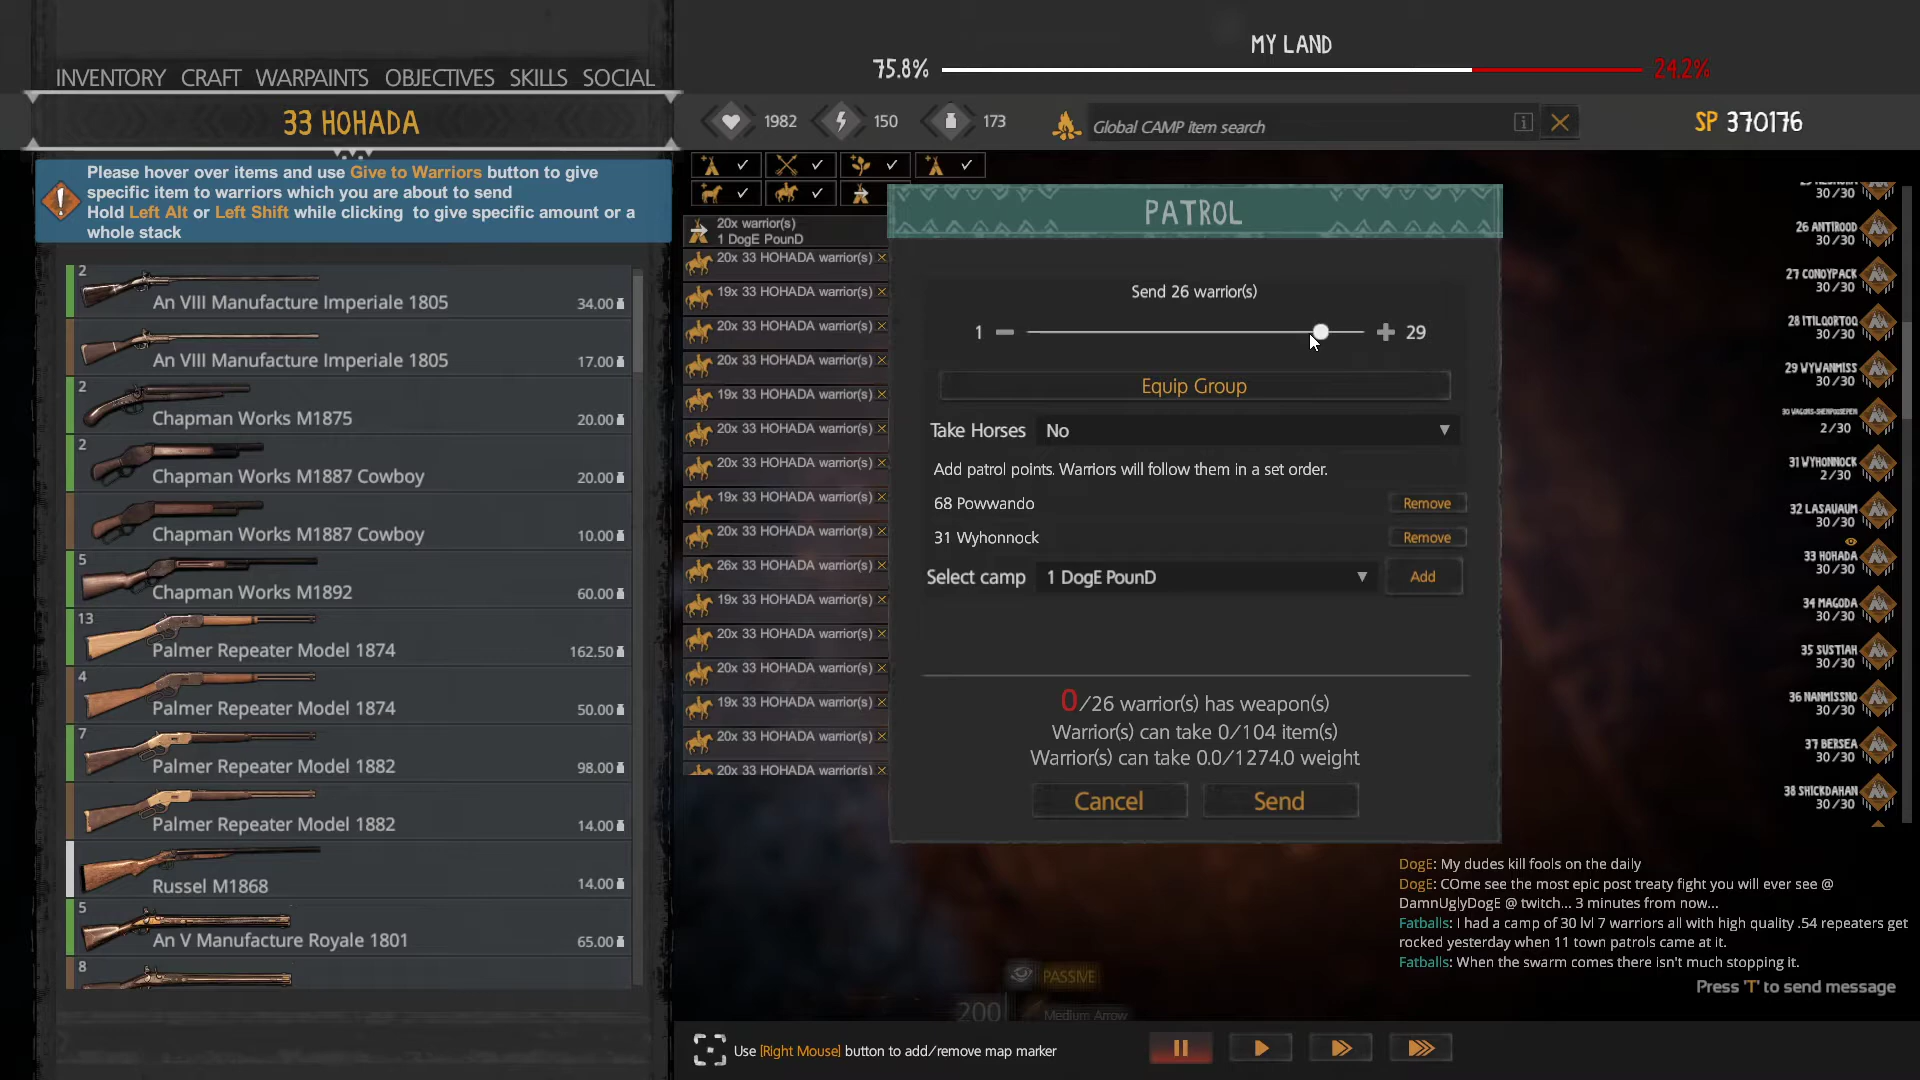 MY LAND
75.8%
24.2%
INVENTORY CRAFT WARPAINTS OBJECTIVES SKILLS SOCIAL
33 HOHADA
1982
150
173
Global CAMP item search
SP 370176
Please hover over items and use Give to Warriors button to give
specific item to warriors which you are about to send
Hold Left Alt or Left Shift while clicking to give specific amount or a
whole stack
2
An VIII Manufacture Imperiale 1805
34.00
An VIII Manufacture Imperiale 1805
17.00
2
Chapman Works M1875
20.00
2
Chapman Works M1887 Cowboy
20.00
Chapman Works M1887 Cowboy
10.00
5
Chapman Works M1892
60.00
13
Palmer Repeater Model 1874
162.50
4
Palmer Repeater Model 1874
50.00
7
Palmer Repeater Model 1882
98.00
Palmer Repeater Model 1882
14.00
Russel M1868
14.00
5
An V Manufacture Royale 1801
65.00
8
20x warrior(s)
1 DogE PounD
20x 33 HOHADA warrior(s)
19x 33 HOHADA warrior(s)
20x 33 HOHADA warrior(s)
20x 33 HOHADA warrior(s)
19x 33 HOHADA warrior(s)
20x 33 HOHADA warrior(s)
20x 33 HOHADA warrior(s)
19x 33 HOHADA warrior(s)
20x 33 HOHADA warrior(s)
26x 33 HOHADA warrior(s)
19x 33 HOHADA warrior(s)
20x 33 HOHADA warrior(s)
20x 33 HOHADA warrior(s)
19x 33 HOHADA warrior(s)
20x 33 HOHADA warrior(s)
20x 33 HOHADA warrior(s)
PATROL
Send 26 warrior(s)
1
29
Equip Group
Take Horses No
Add patrol points. Warriors will follow them in a set order.
68 Powwando
Remove
31 Wyhonnock
Remove
Select camp 1 DogE PounD
Add
0/26 warrior(s) has weapon(s)
Warrior(s) can take 0/104 item(s)
Warrior(s) can take 0.0/1274.0 weight
Cancel
Send
30/30
26 ANTIROOD
30/30
27 CONOYPACK
30/30
28 ITILOORTOQ
30/30
29 WYWANMISS
30/30
2/30
31 WYHONNOCK
2/30
32 LASAUAUM
30/30
33 HOHADA
30/30
34 MAGODA
30/30
35 SUSTIAH
30/30
36 NANMISSNO
30/30
37 BERSEA
30/30
38 SHICKDAHAN
30/30
DogE: My dudes kill fools on the daily
DogE: COme see the most epic post treaty fight you will ever see @
DamnUglyDogE @ twitch... 3 minutes from now...
Fatballs: I had a camp of 30 lvl 7 warriors all with high quality .54 repeaters get
rocked yesterday when 11 town patrols came at it.
Fatballs: When the swarm comes there isn't much stopping it.
Press 'T' to send message
PASSIVE
200
Medium Arrow
Use [Right Mouse] button to add/remove map marker